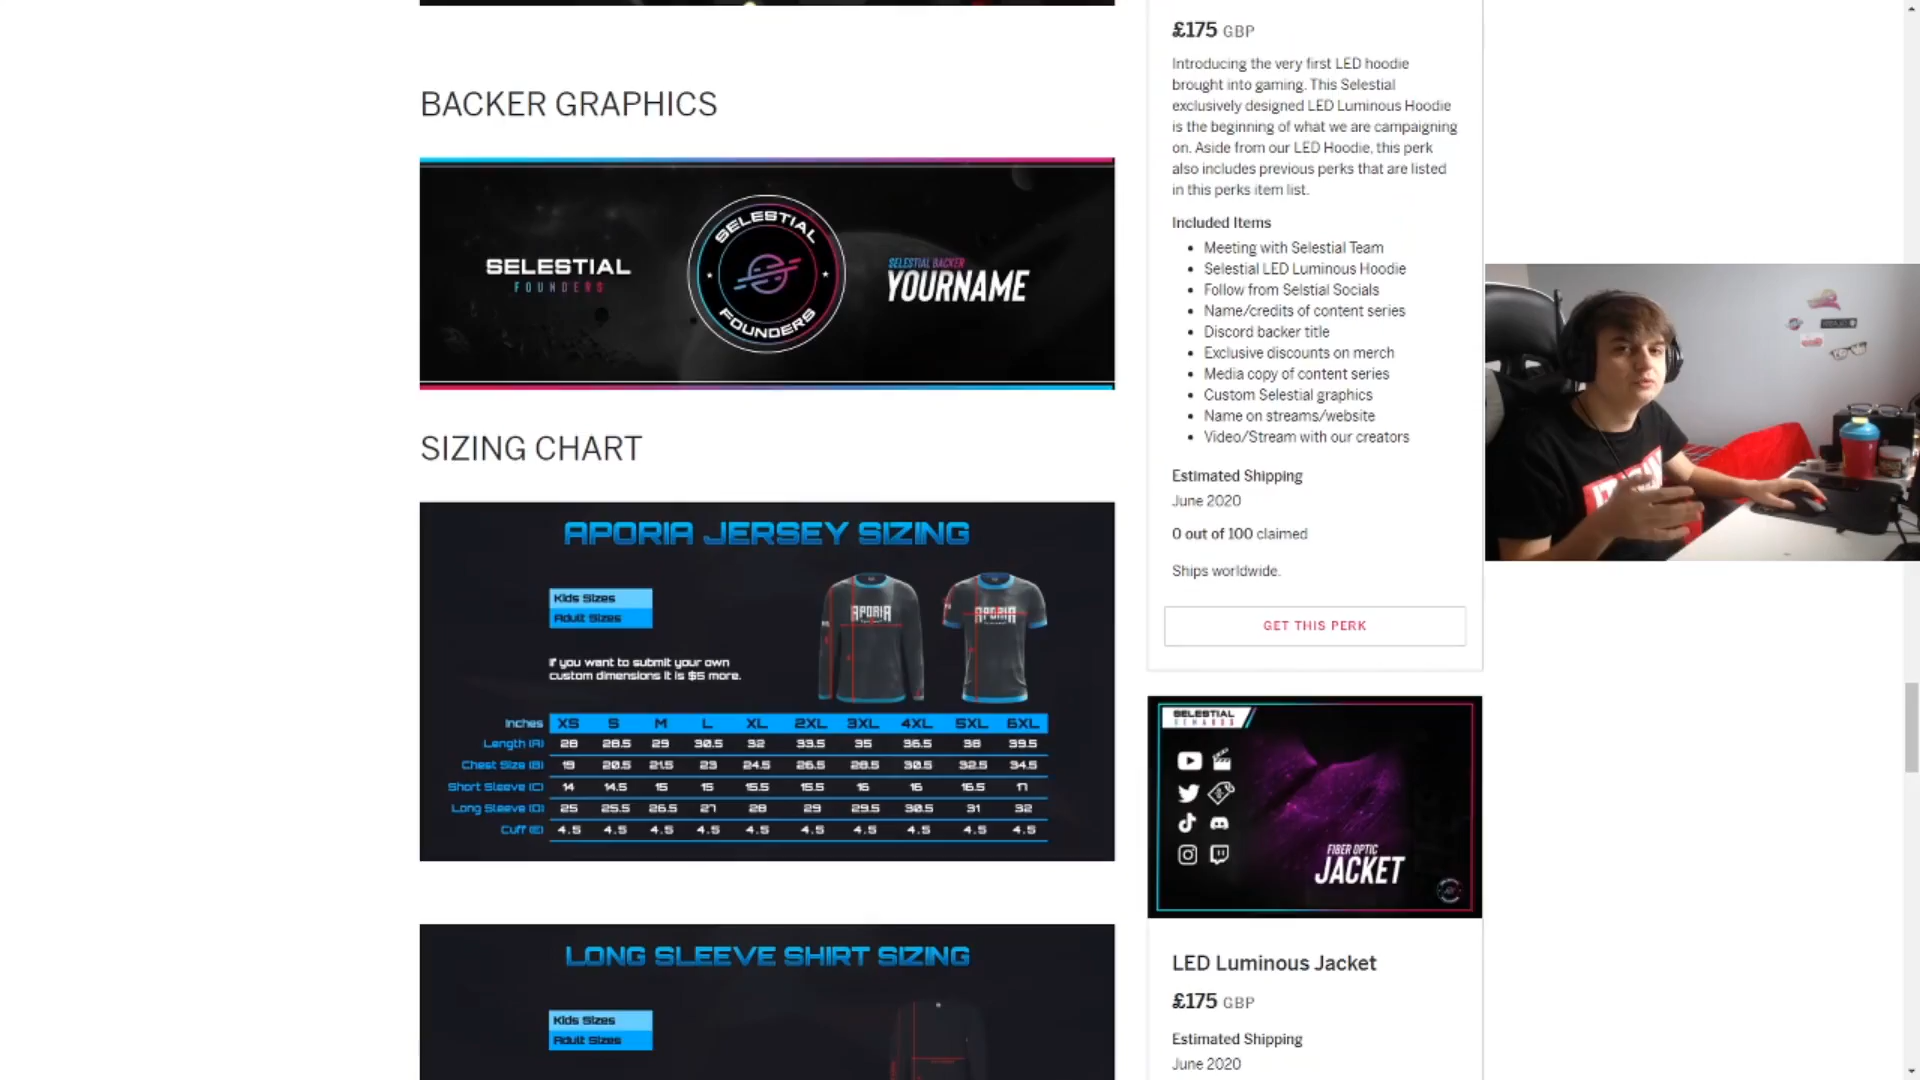 BACKER GRAPHICS
SELESTIAL
FOUNDERS
SELESTIAL
FOUNDERS
SELESTIAL BACKER
YOURNAME
SIZING CHART
APORIA JERSEY SIZING
Kids Sizes
Adult Sizes
If you want to submit your own
custom dimensions it is $5 more.
APORIA
APORIA
Inches XS S M L XL 2XL 3XL 4XL 5XL 6XL
Length (A) 28 28.5 29 30.5 32 33.5 35 36.5 38 39.5
Chest Size (B) 19 20.5 21.5 23 24.5 26.5 28.5 30.5 32.5 34.5
Short Sleeve (C) 14 14.5 15 15 15.5 15.5 16 16 16.5 17
Long Sleeve (D) 25 25.5 26.5 27 28 29 29.5 30.5 31 32
Cuff (E) 4.5 4.5 4.5 4.5 4.5 4.5 4.5 4.5 4.5 4.5
LONG SLEEVE SHIRT SIZING
Kids Sizes
Adult Sizes
£175 GBP
Introducing the very first LED hoodie
brought into gaming. This Selestial
exclusively designed LED Luminous Hoodie
is the beginning of what we are campaigning
on. Aside from our LED Hoodie, this perk
also includes previous perks that are listed
in this perks item list.
Included Items
• Meeting with Selestial Team
• Selestial LED Luminous Hoodie
• Follow from Selstial Socials
• Name/credits of content series
• Discord backer title
• Exclusive discounts on merch
• Media copy of content series
• Custom Selestial graphics
• Name on streams/website
• Video/Stream with our creators
Estimated Shipping
June 2020
0 out of 100 claimed
Ships worldwide.
GET THIS PERK
SELESTIAL
REWARDS
FIBER OPTIC
JACKET
LED Luminous Jacket
£175 GBP
Estimated Shipping
June 2020